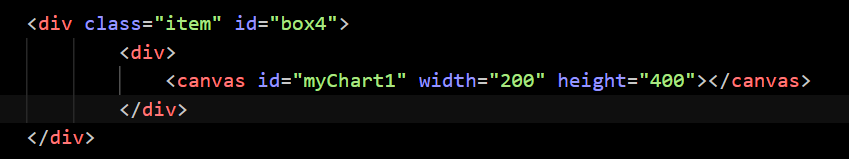 <div class="item" id="box4">
<div>
<canvas id="myChart1" width="200" height="400"></canvas>
</div>
</div>